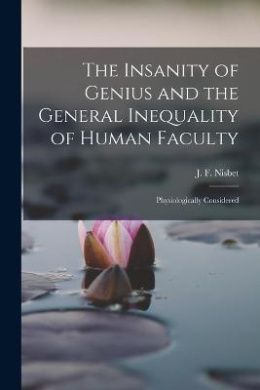 The Insanity of
Genius and the
General Inequality
of Human Faculty
J. F. Nisbet
Physiologically Considered